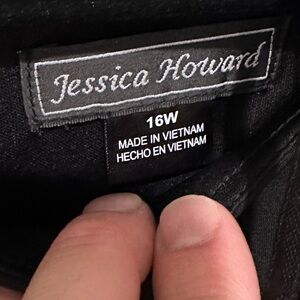 Jessica Howard
16W
MADE IN VIETNAM
HECHO EN VIETNAM